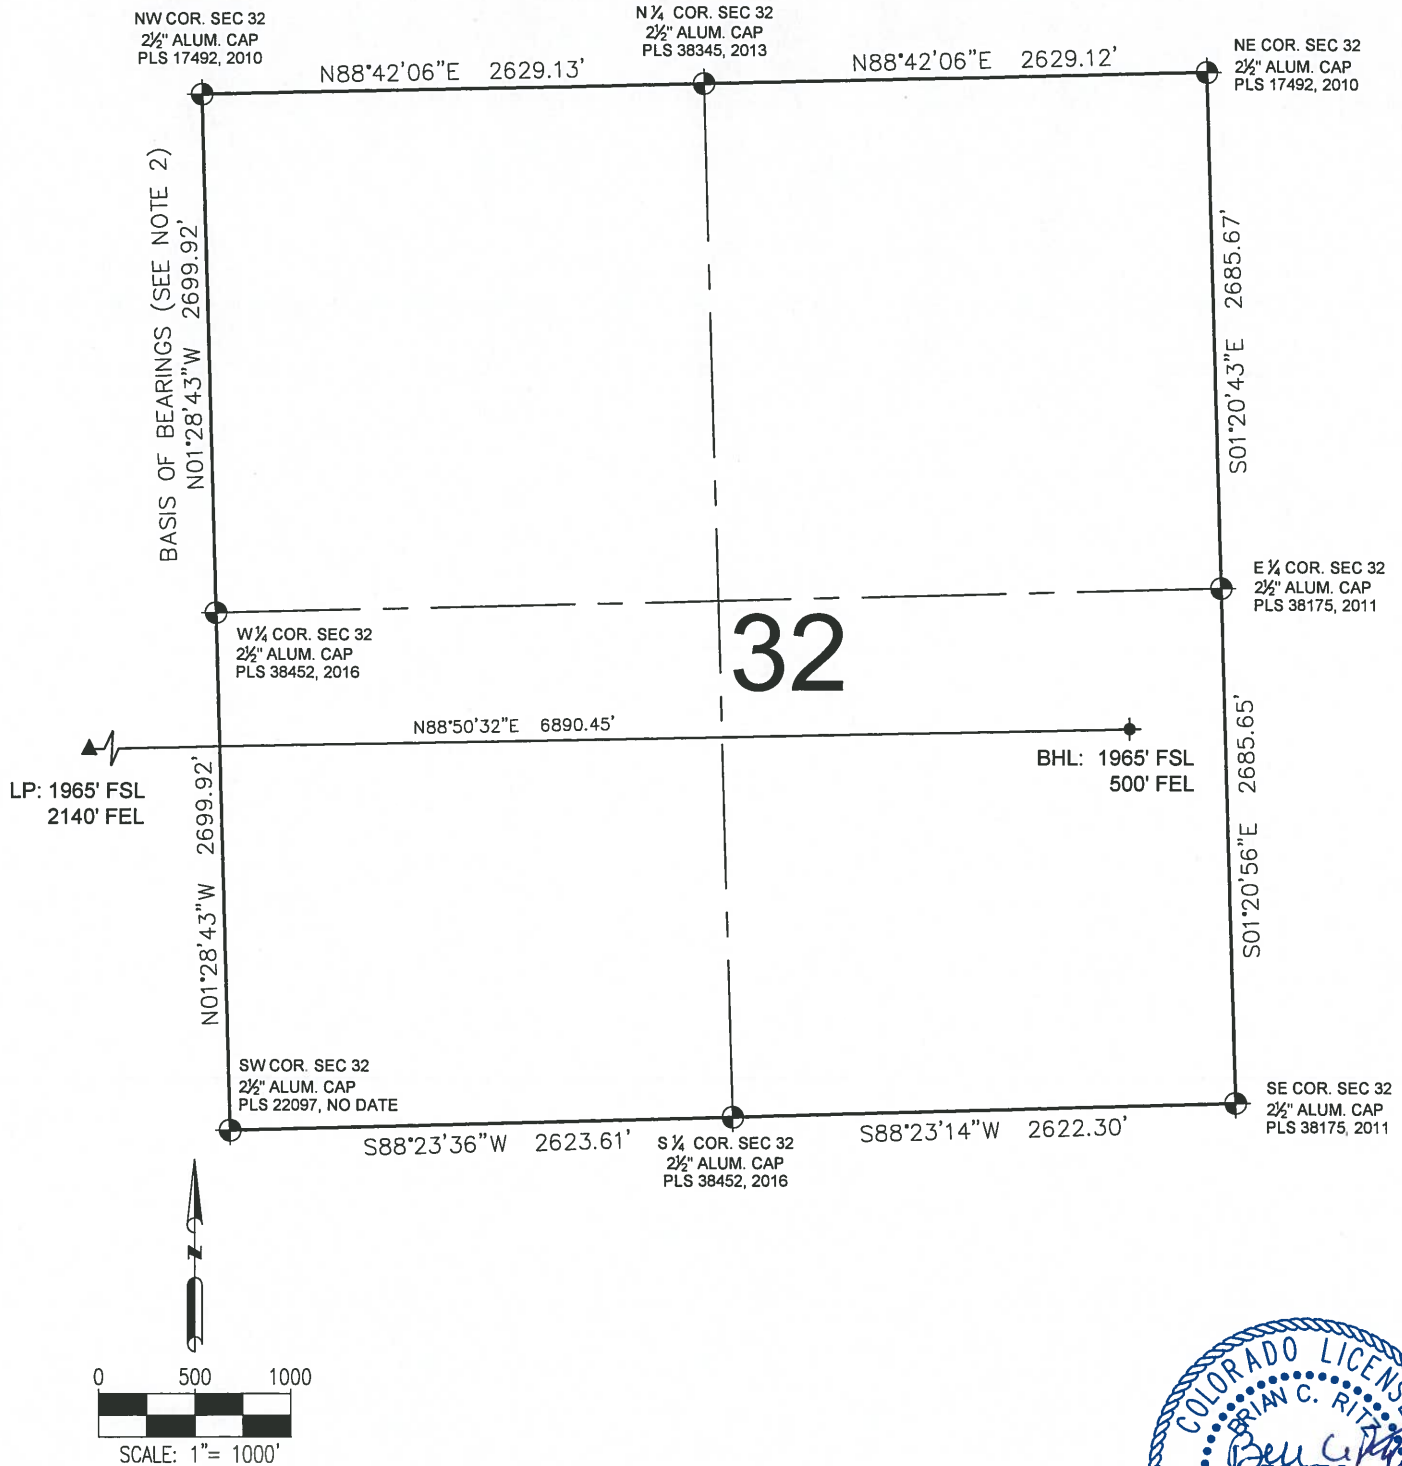 NW COR. SEC 32
2½" ALUM. CAP
PLS 17492, 2010
N88°42'06"E 2629.13'
N ¼ COR. SEC 32
2½" ALUM. CAP
PLS 38345, 2013
N88°42'06"E 2629.12'
NE COR. SEC 32
2½" ALUM. CAP
PLS 17492, 2010
BASIS OF BEARINGS (SEE NOTE 2)
N01°28'43"W 2699.92'
S01°20'43"E 2685.67'
W ¼ COR. SEC 32
2½" ALUM. CAP
PLS 38452, 2016
32
E ¼ COR. SEC 32
2½" ALUM. CAP
PLS 38175, 2011
N88°50'32"E 6890.45'
LP: 1965' FSL
2140' FEL
BHL: 1965' FSL
500' FEL
N01°28'43"W 2699.92'
S01°20'56"E 2685.65'
SW COR. SEC 32
2½" ALUM. CAP
PLS 22097, NO DATE
S88°23'36"W 2623.61'
S ¼ COR. SEC 32
2½" ALUM. CAP
PLS 38452, 2016
S88°23'14"W 2622.30'
SE COR. SEC 32
2½" ALUM. CAP
PLS 38175, 2011
N
0 500 1000
SCALE: 1"= 1000'
COLORADO LICENSE
BRIAN C. RITZ